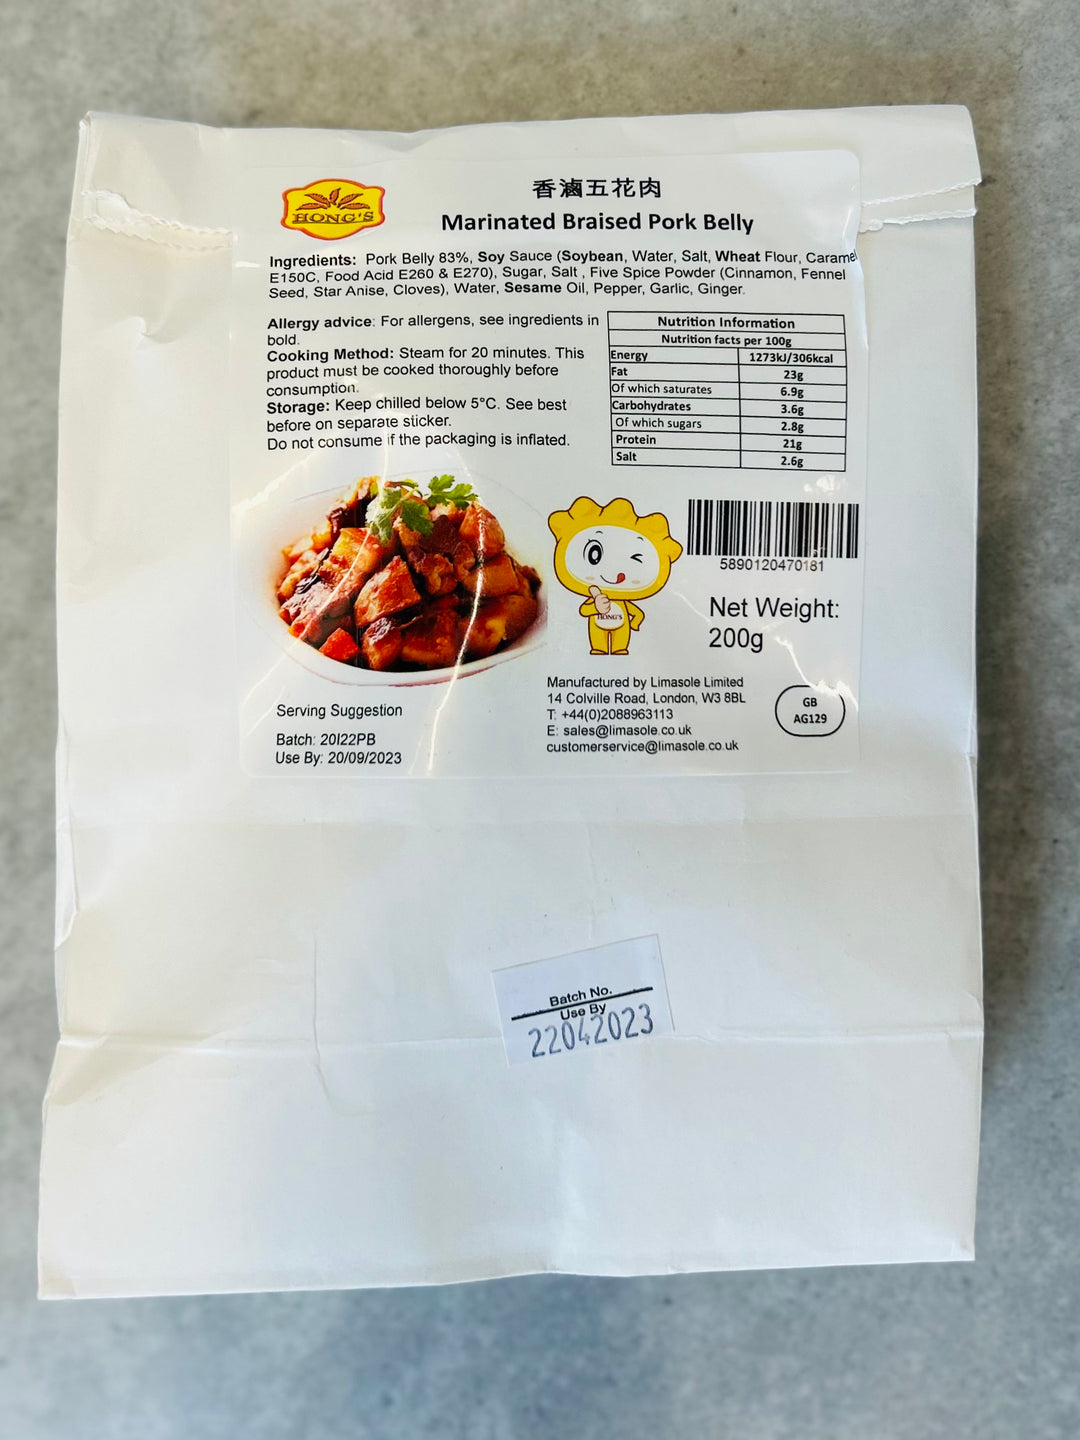 HONG'S
香滷五花肉
Marinated Braised Pork Belly
Ingredients: Pork Belly 83%, Soy Sauce (Soybean, Water, Salt, Wheat Flour, Caramel
E150C, Food Acid E260 & E270), Sugar, Salt , Five Spice Powder (Cinnamon, Fennel
Seed, Star Anise, Cloves), Water, Sesame Oil, Pepper, Garlic, Ginger.
Allergy advice: For allergens, see ingredients in
bold.
Cooking Method: Steam for 20 minutes. This
product must be cooked thoroughly before
consumption.
Storage: Keep chilled below 5°C. See best
before on separate sticker.
Do not consume if the packaging is inflated.
Nutrition Information
Nutrition facts per 100g
Energy 1273kJ/306kcal
Fat 23g
Of which saturates 6.9g
Carbohydrates 3.6g
Of which sugars 2.8g
Protein 21g
Salt 2.6g
HONG'S
5890120470181
Net Weight:
200g
Serving Suggestion
Batch: 20I22PB
Use By: 20/09/2023
Manufactured by Limasole Limited
14 Colville Road, London, W3 8BL
T: +44(0)2088963113
E: sales@limasole.co.uk
customerservice@limasole.co.uk
GB
AG129
Batch No.
Use By
22042023